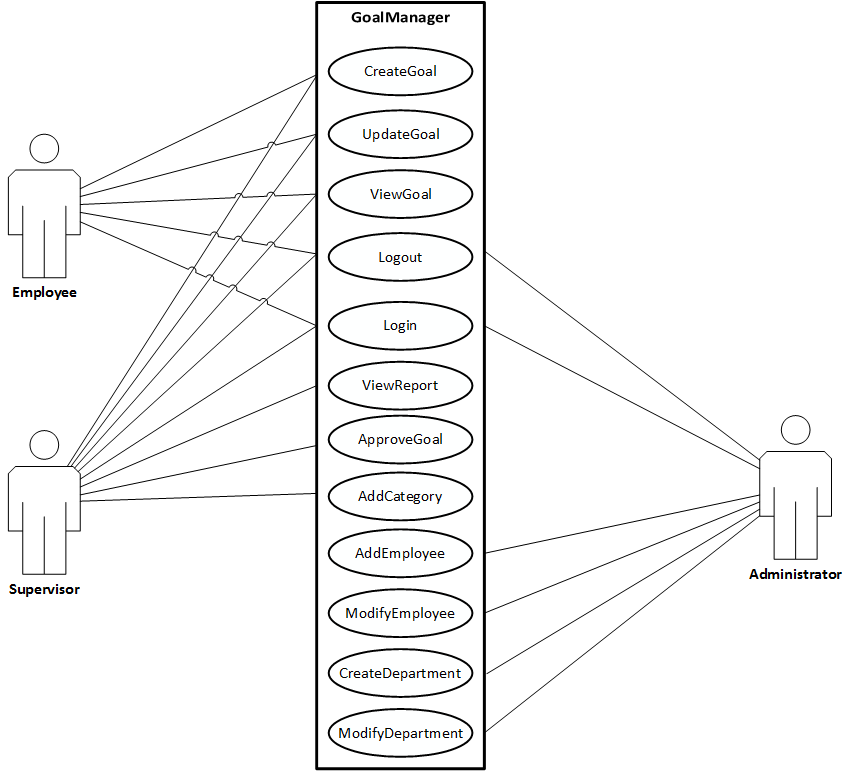 GoalManager
CreateGoal
UpdateGoal
ViewGoal
Logout
Employee
Login
ViewReport
ApproveGoal
AddCategory
AddEmployee
Administrator
Supervisor
ModifyEmployee
CreateDepartment
ModifyDepartment